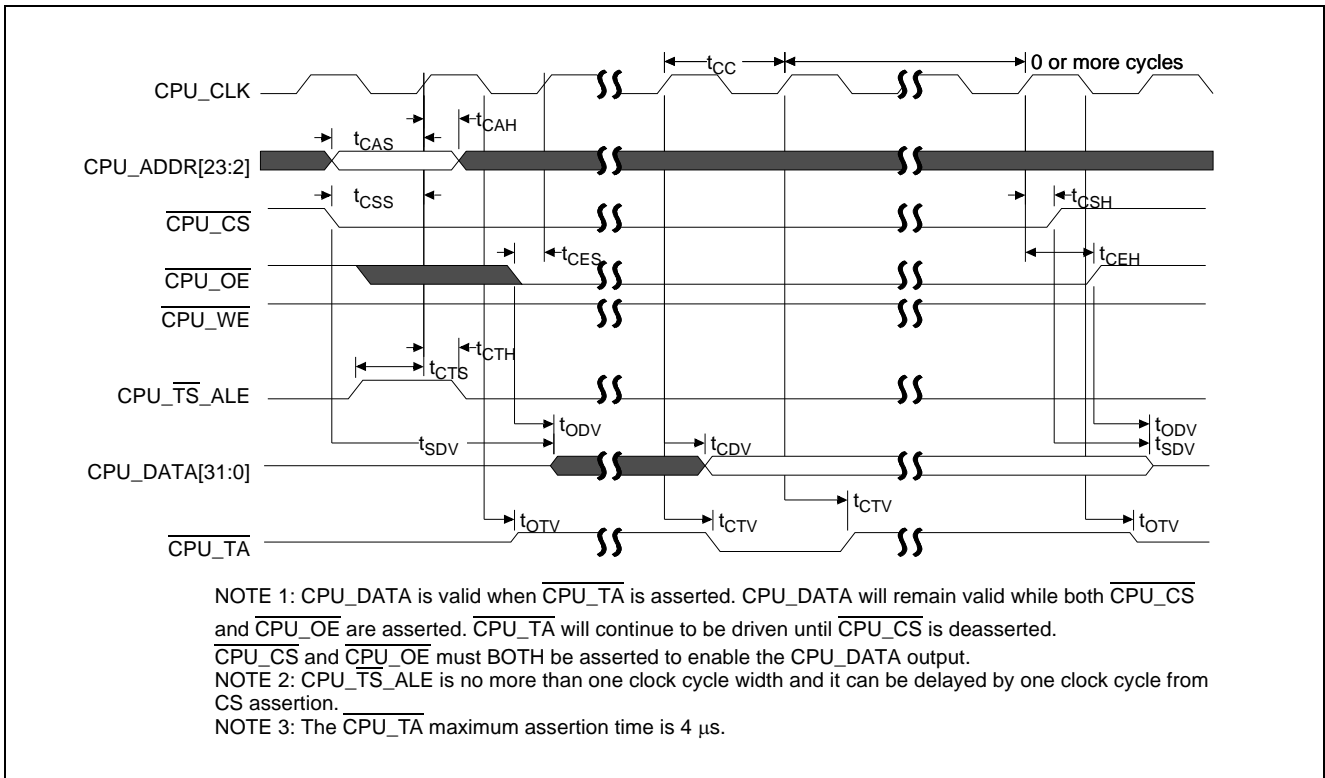 t_CC
0 or more cycles
CPU_CLK
t_CAH
t_CAS
CPU_ADDR[23:2]
t_CSS
t_CSH
CPU_CS
t_CES
t_CEH
CPU_OE
CPU_WE
t_CTH
t_CTS
CPU_TS_ALE
t_ODV
t_ODV
t_SDV
t_CDV
t_SDV
CPU_DATA[31:0]
t_CTV
t_OTV
t_CTV
t_OTV
CPU_TA
NOTE 1: CPU_DATA is valid when CPU_TA is asserted. CPU_DATA will remain valid while both CPU_CS
and CPU_OE are asserted. CPU_TA will continue to be driven until CPU_CS is deasserted.
CPU_CS and CPU_OE must BOTH be asserted to enable the CPU_DATA output.
NOTE 2: CPU_TS_ALE is no more than one clock cycle width and it can be delayed by one clock cycle from
CS assertion.
NOTE 3: The CPU_TA maximum assertion time is 4 μs.